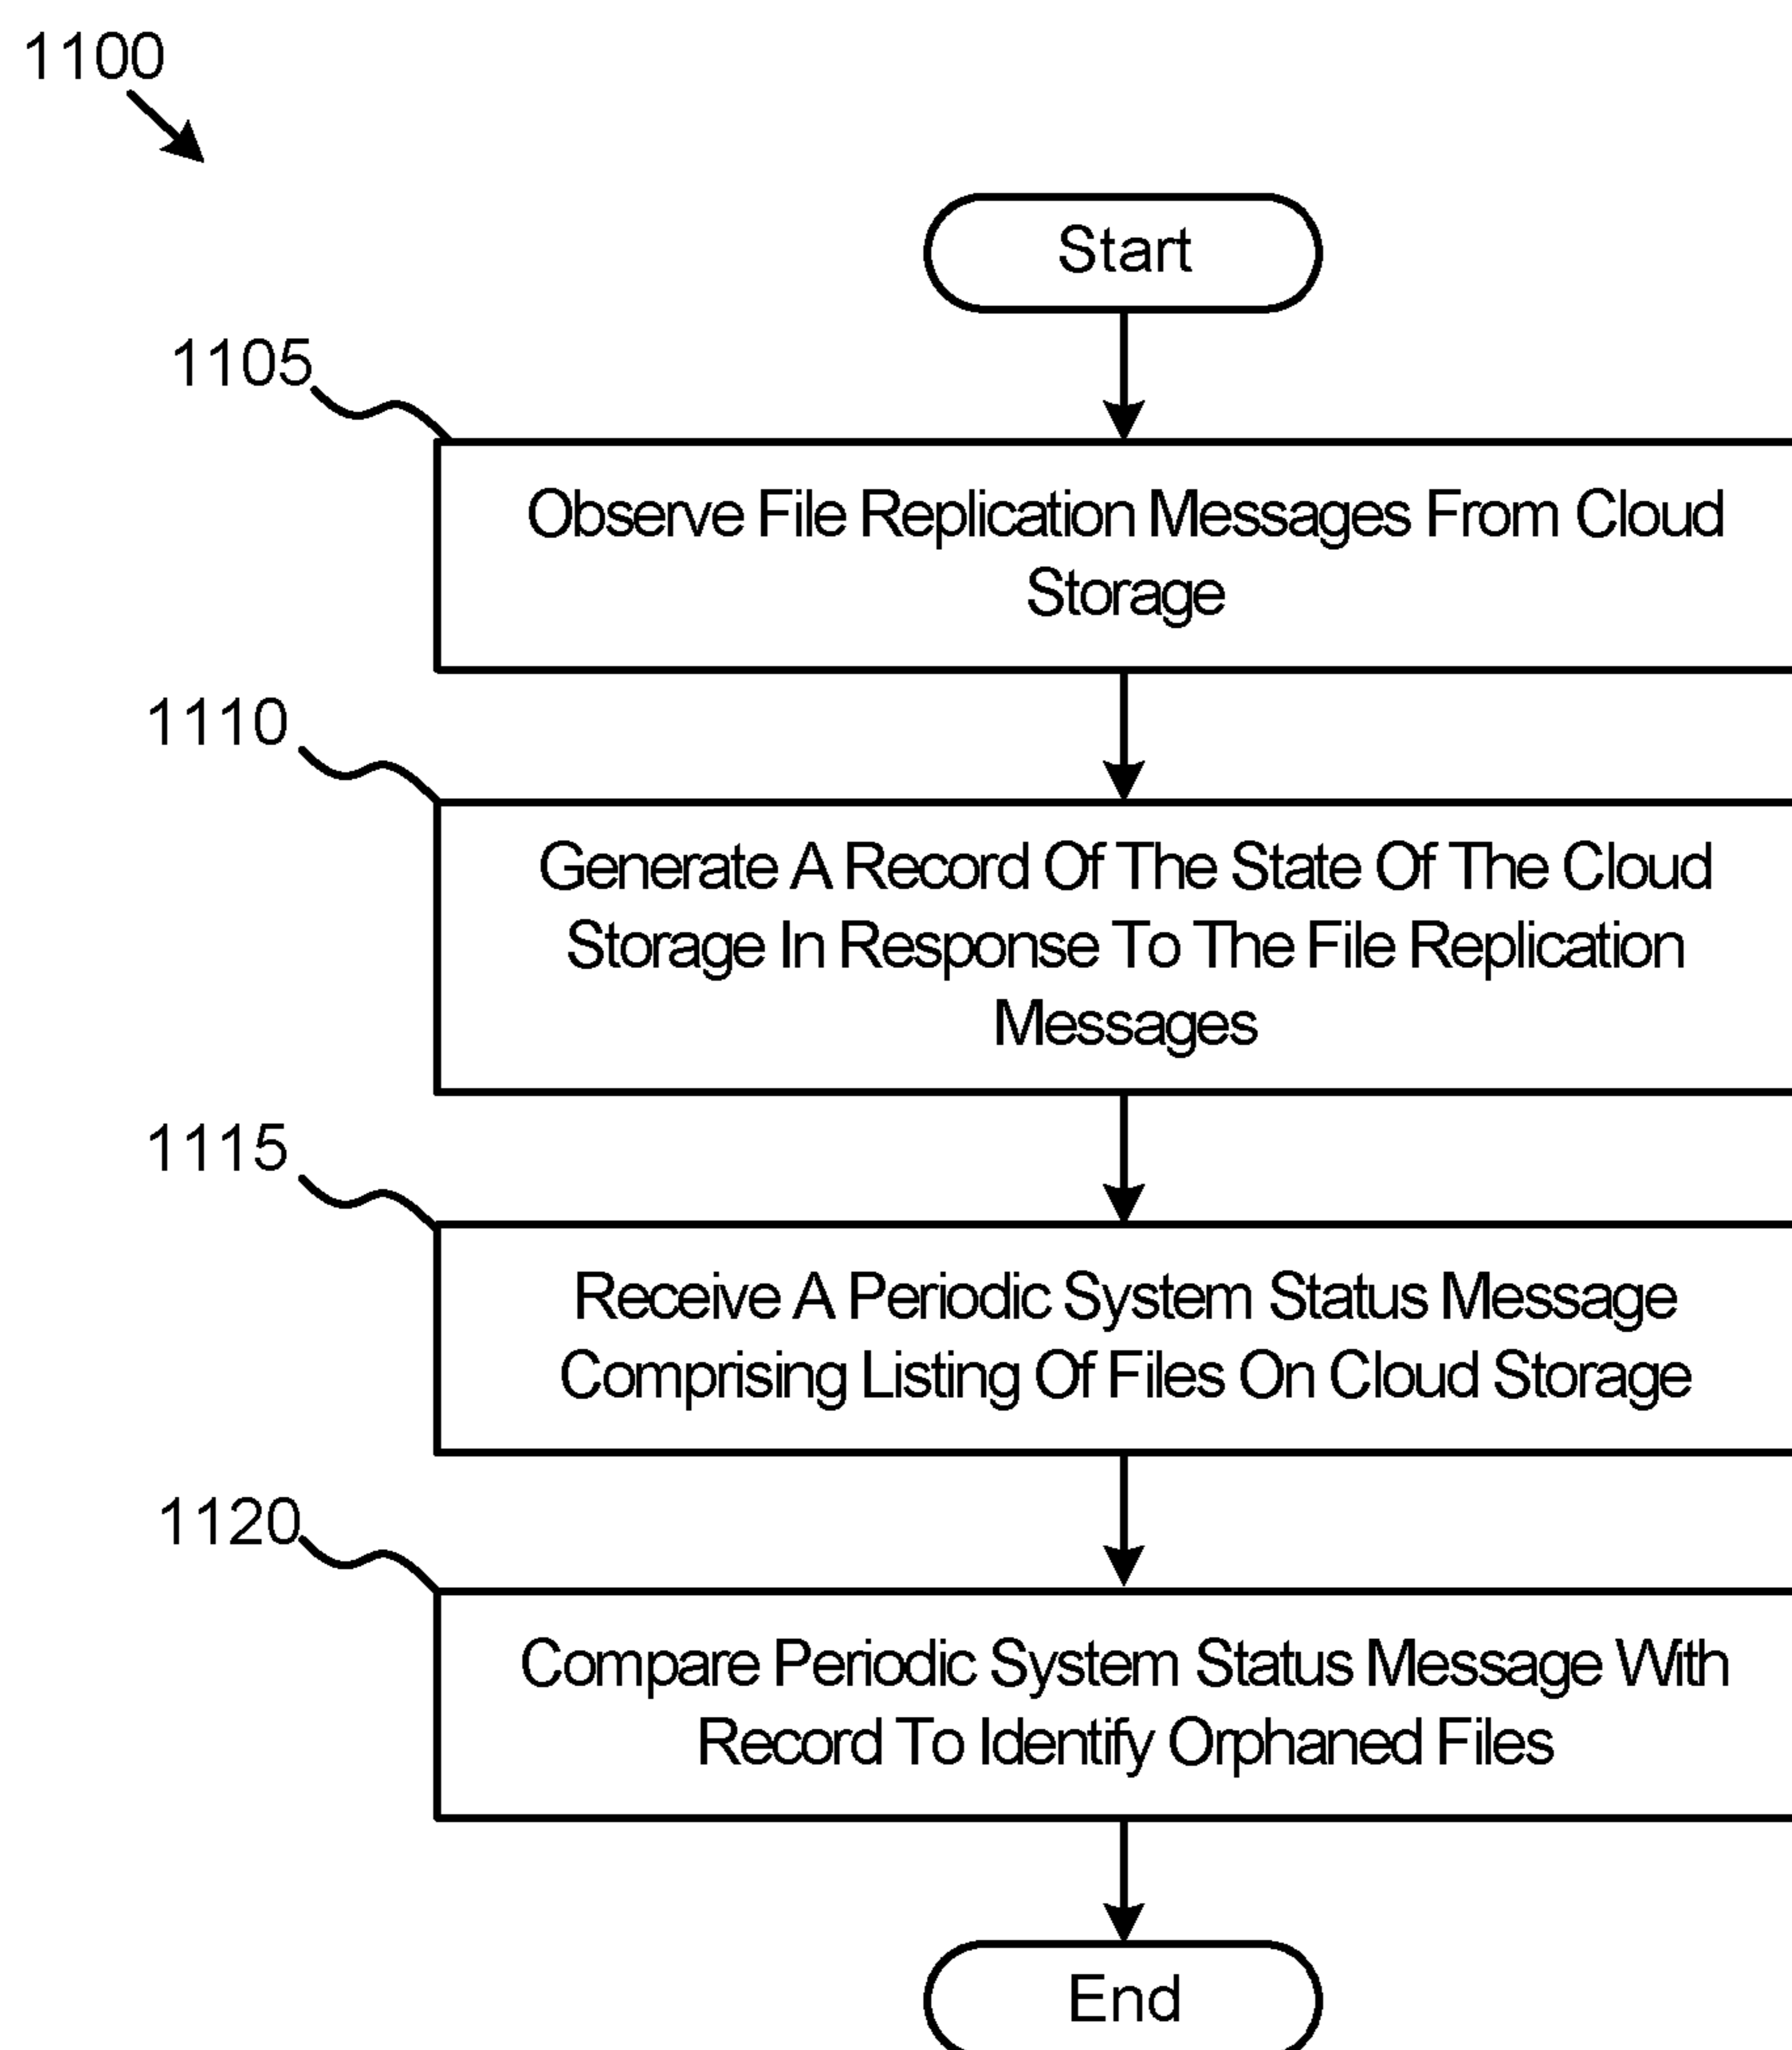 1100
Start
1105
Observe File Replication Messages From Cloud
Storage
1110
Generate A Record Of The State Of The Cloud
Storage In Response To The File Replication
Messages
1115
Receive A Periodic System Status Message
Comprising Listing Of Files On Cloud Storage
1120
Compare Periodic System Status Message With
Record To Identify Orphaned Files
End